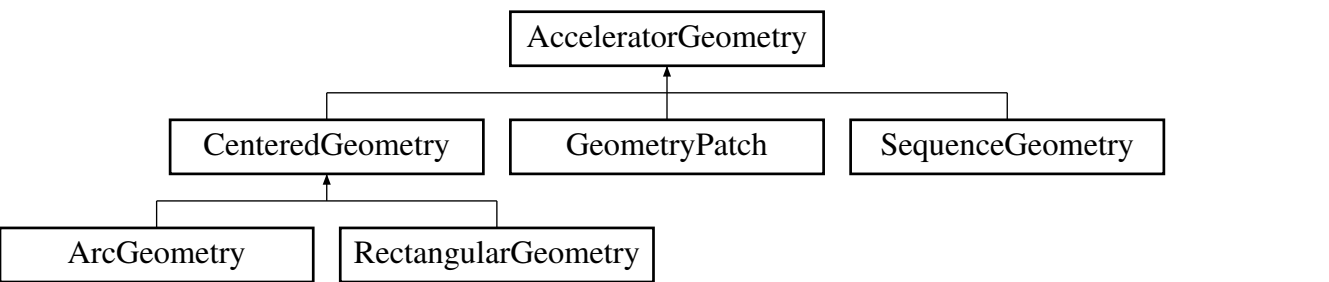 AcceleratorGeometry
CenteredGeometry
GeometryPatch
SequenceGeometry
ArcGeometry
RectangularGeometry